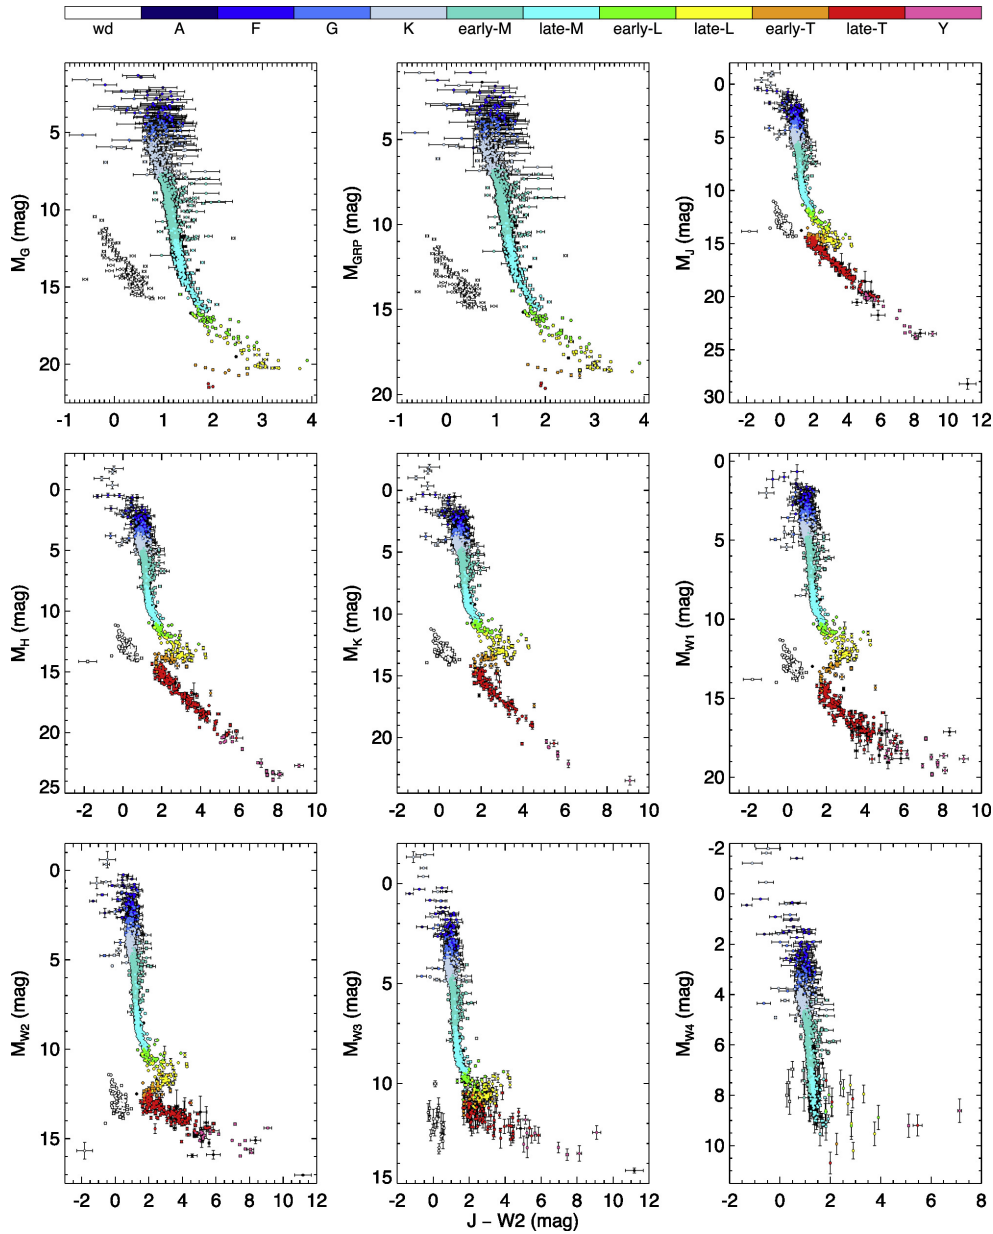 wd A F G K early-M late-M early-L late-L early-T late-T Y
M_G (mag)
5
10
15
20
-1 0 1 2 3 4
M_GRP (mag)
0
5
10
15
20
-1 0 1 2 3 4
M_J (mag)
0
5
10
15
20
25
30
-2 0 2 4 6 8 10 12
M_H (mag)
0
5
10
15
20
25
-2 0 2 4 6 8 10
M_K (mag)
0
5
10
15
20
-2 0 2 4 6 8 10
M_W1 (mag)
0
5
10
15
20
-2 0 2 4 6 8 10
M_W2 (mag)
0
5
10
15
-2 0 2 4 6 8 10 12
M_W3 (mag)
0
5
10
15
-2 0 2 4 6 8 10 12
M_W4 (mag)
-2
0
2
4
6
8
10
-2 0 2 4 6 8
J − W2 (mag)